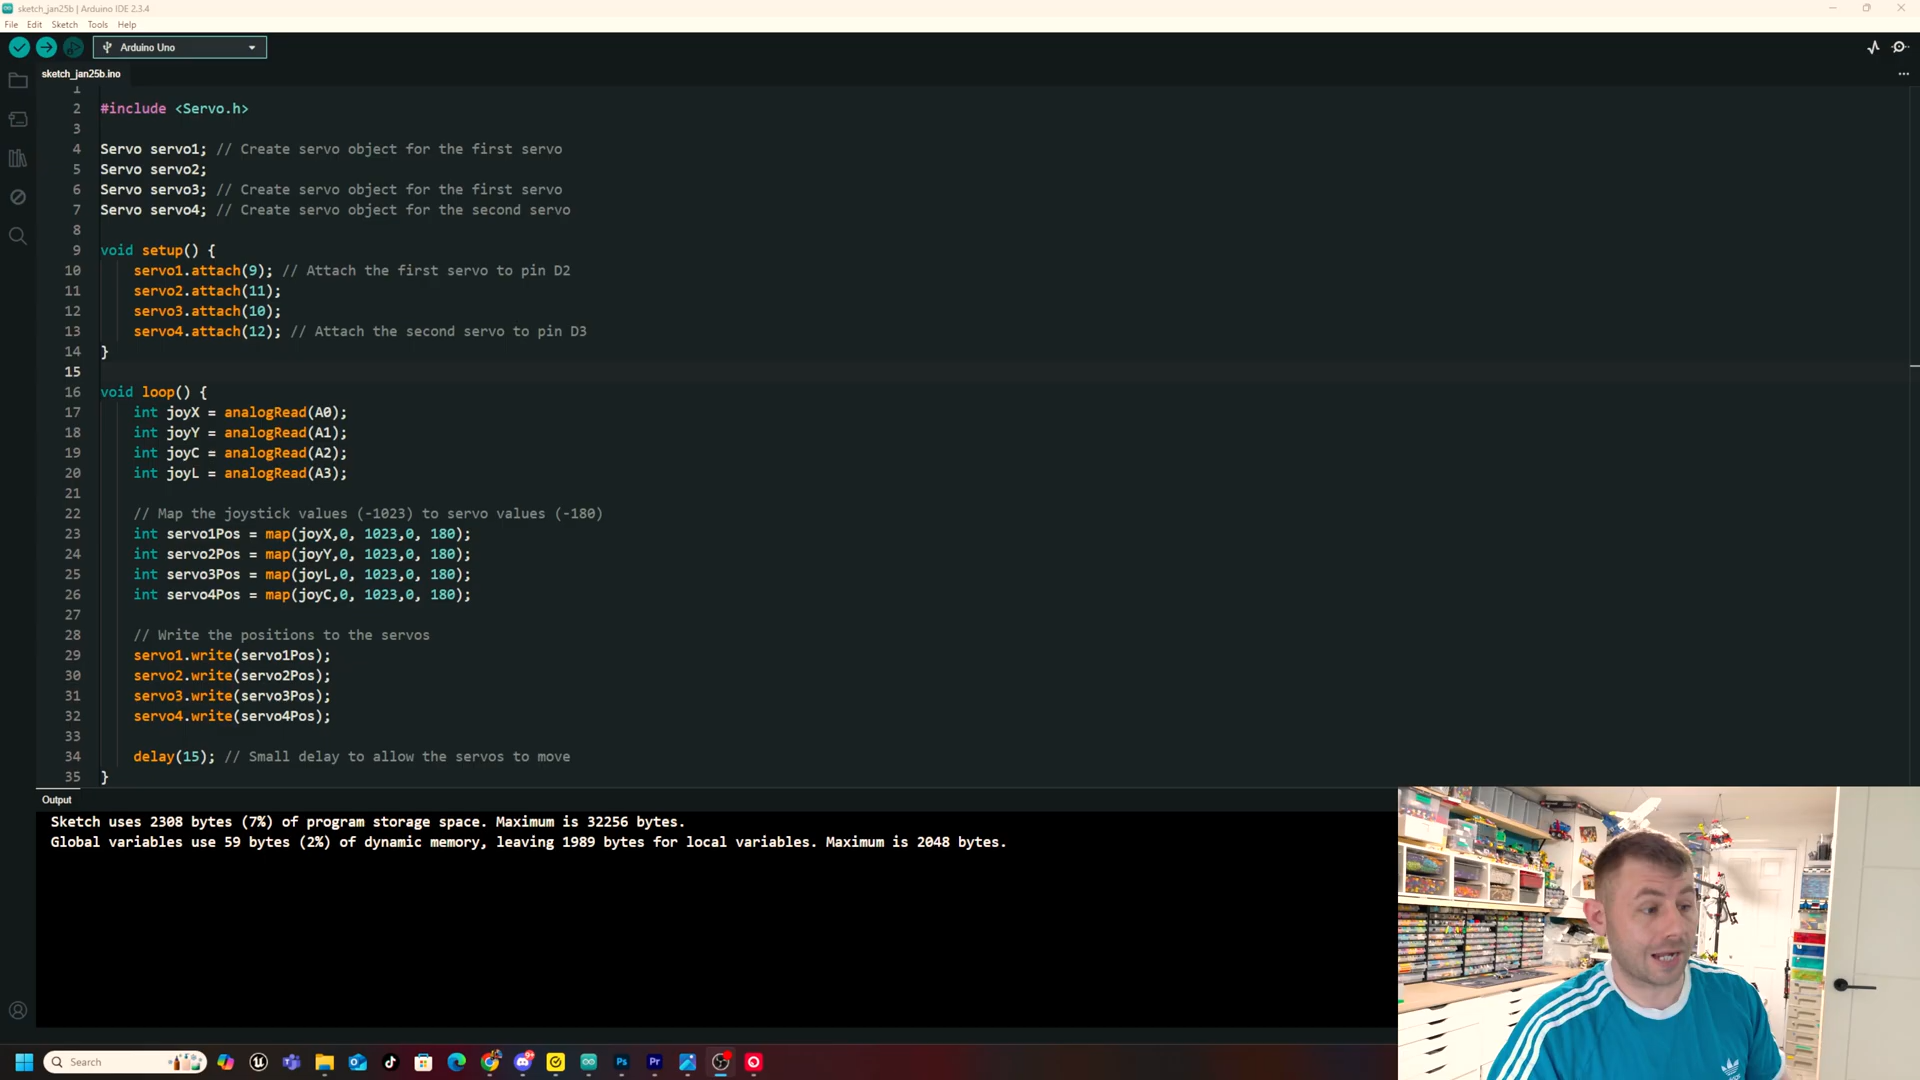 sketch_jan25b | Arduino IDE 2.3.4
File Edit Sketch Tools Help
Arduino Uno
sketch_jan25b.ino
1
2 #include <Servo.h>
3
4 Servo servo1; // Create servo object for the first servo
5 Servo servo2;
6 Servo servo3; // Create servo object for the first servo
7 Servo servo4; // Create servo object for the second servo
8
9 void setup() {
10 servo1.attach(9); // Attach the first servo to pin D2
11 servo2.attach(11);
12 servo3.attach(10);
13 servo4.attach(12); // Attach the second servo to pin D3
14 }
15
16 void loop() {
17 int joyX = analogRead(A0);
18 int joyY = analogRead(A1);
19 int joyC = analogRead(A2);
20 int joyL = analogRead(A3);
21
22 // Map the joystick values (-1023) to servo values (-180)
23 int servo1Pos = map(joyX,0, 1023,0, 180);
24 int servo2Pos = map(joyY,0, 1023,0, 180);
25 int servo3Pos = map(joyL,0, 1023,0, 180);
26 int servo4Pos = map(joyC,0, 1023,0, 180);
27
28 // Write the positions to the servos
29 servo1.write(servo1Pos);
30 servo2.write(servo2Pos);
31 servo3.write(servo3Pos);
32 servo4.write(servo4Pos);
33
34 delay(15); // Small delay to allow the servos to move
35 }
Output
Sketch uses 2308 bytes (7%) of program storage space. Maximum is 32256 bytes.
Global variables use 59 bytes (2%) of dynamic memory, leaving 1989 bytes for local variables. Maximum is 2048 bytes.
Search
Ps
Pr